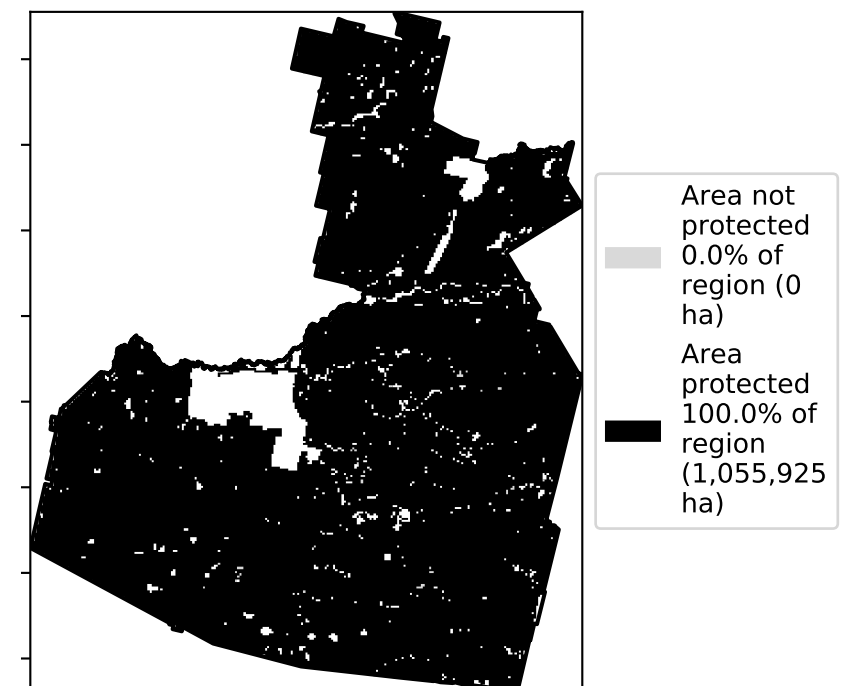 Area not
protected
0.0% of
region (0
ha)
Area
protected
100.0% of
region
(1,055,925
ha)